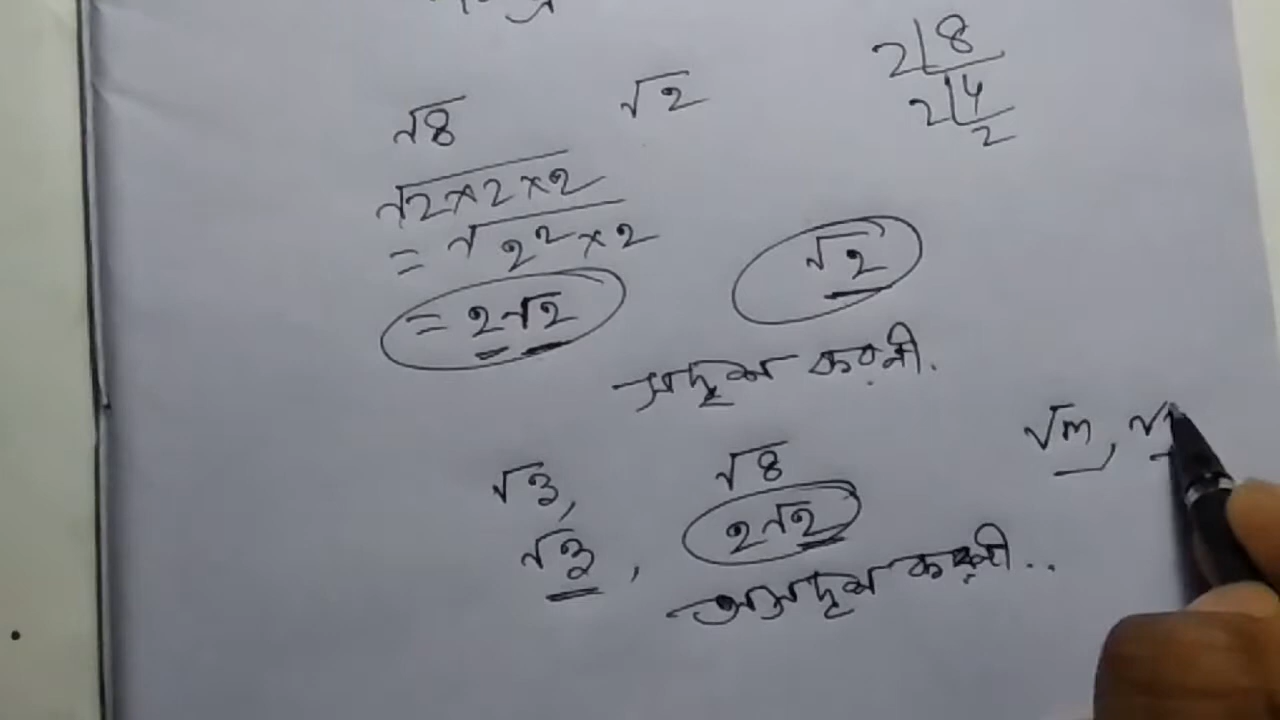 √8 √2
2|8
2|4
2
√2×2×2
= √2²×2
= 2√2 √2
সদৃশ করণী.
√3, √8
√3, 2√2
অসদৃশ করণী..
√m,